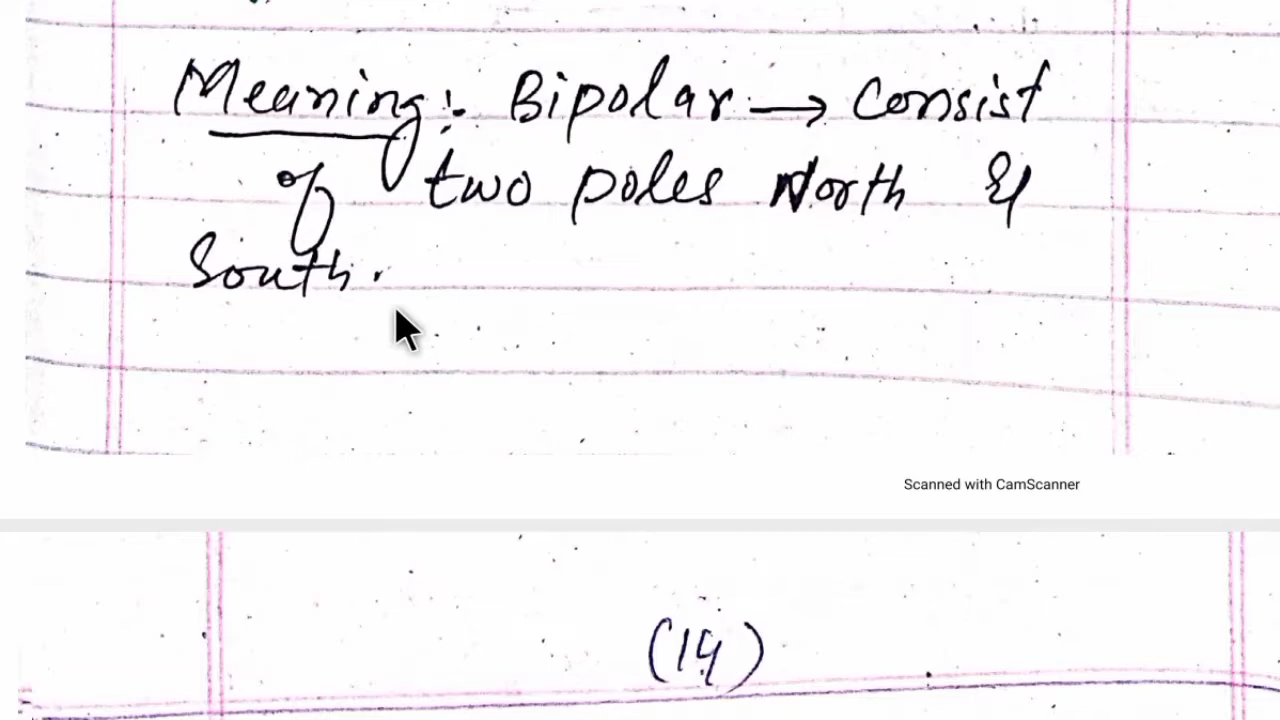 Meaning:- Bipolar → Consist
of two poles North &
South.
Scanned with CamScanner
(14)